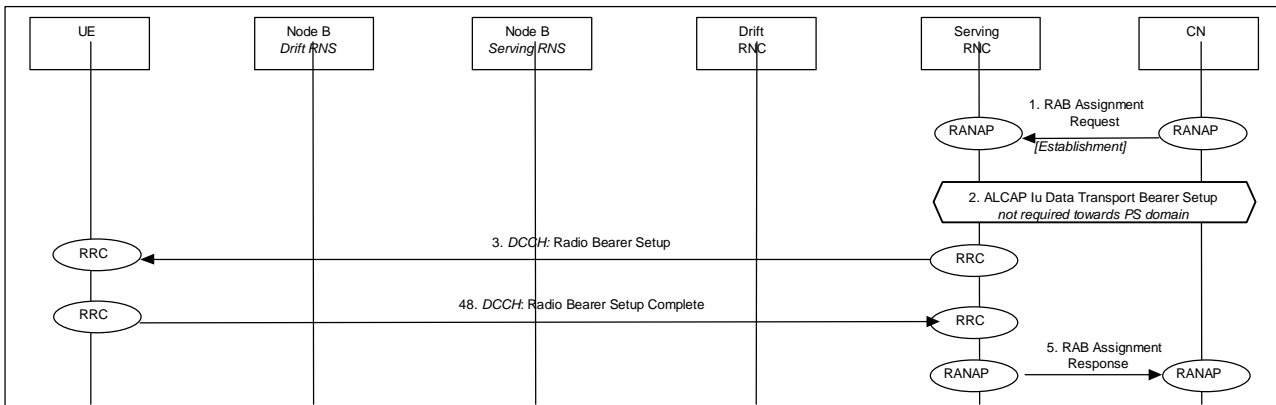 UE
Node B
Drift RNS
Node B
Serving RNS
Drift
RNC
Serving
RNC
CN
1. RAB Assignment
Request
RANAP
RANAP
[Establishment]
2. ALCAP Iu Data Transport Bearer Setup
not required towards PS domain
3. DCCH: Radio Bearer Setup
RRC
RRC
48. DCCH: Radio Bearer Setup Complete
RRC
RRC
5. RAB Assignment
Response
RANAP
RANAP